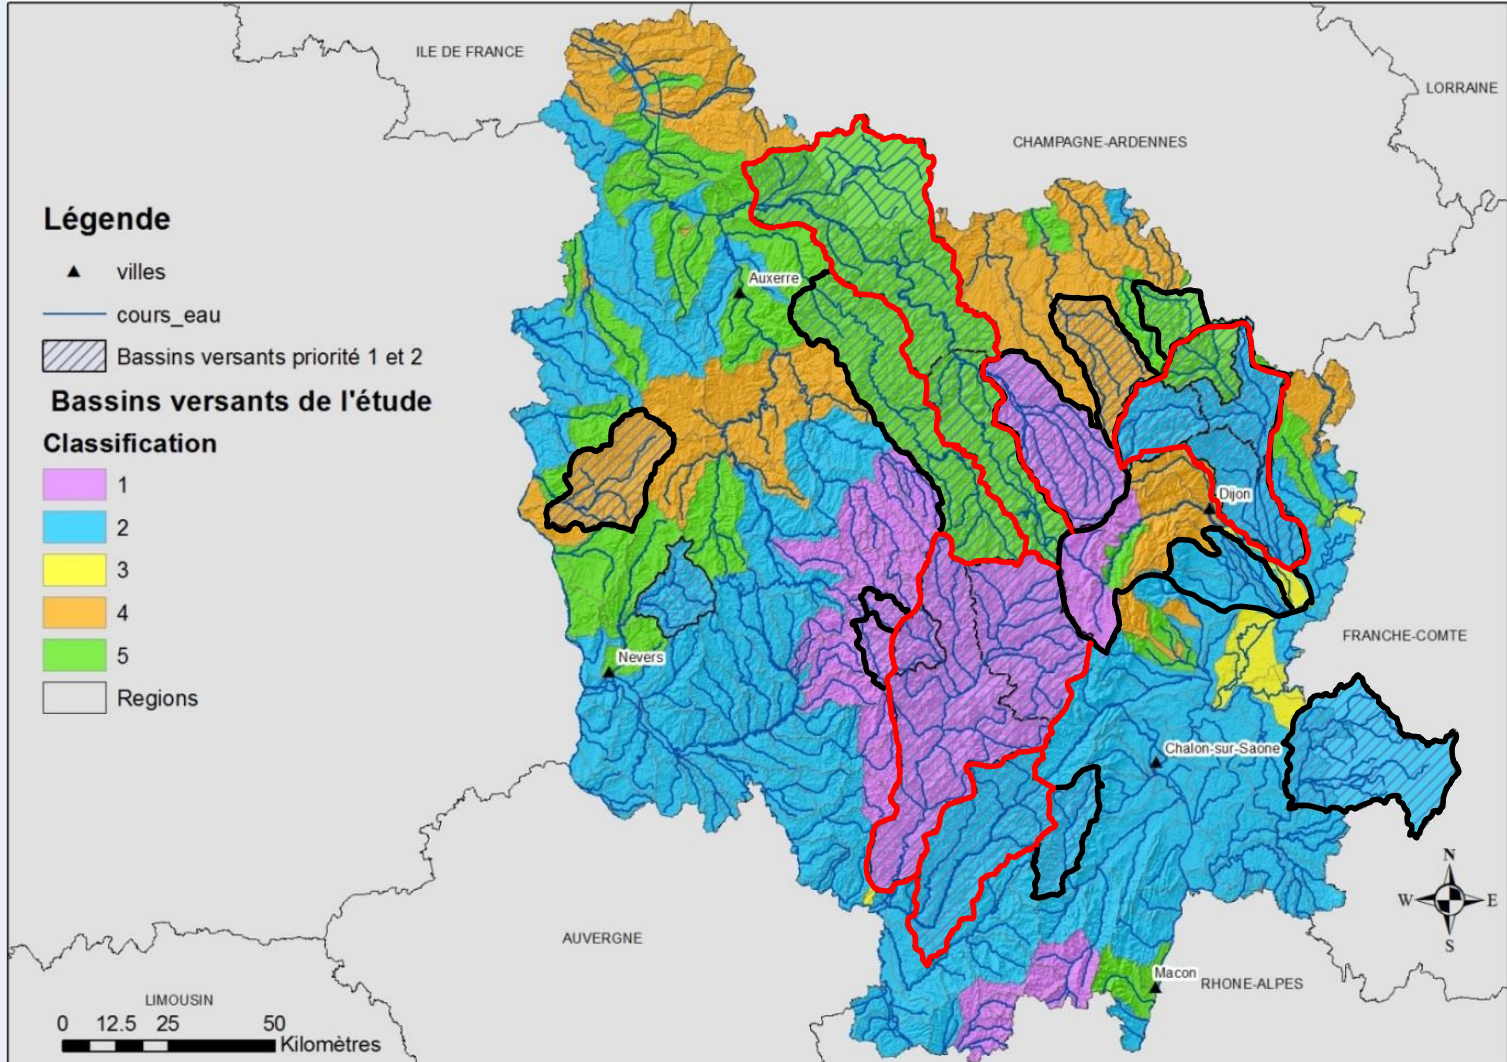 ILE DE FRANCE
LORRAINE
CHAMPAGNE-ARDENNES
Légende
villes
cours_eau
Bassins versants priorité 1 et 2
Bassins versants de l'étude
Classification
1
2
3
4
5
Regions
Auxerre
Dijon
FRANCHE-COMTE
Nevers
Chalon-sur-Saone
N
W E
S
AUVERGNE
Macon
RHONE-ALPES
LIMOUSIN
0 12.5 25 50
Kilomètres